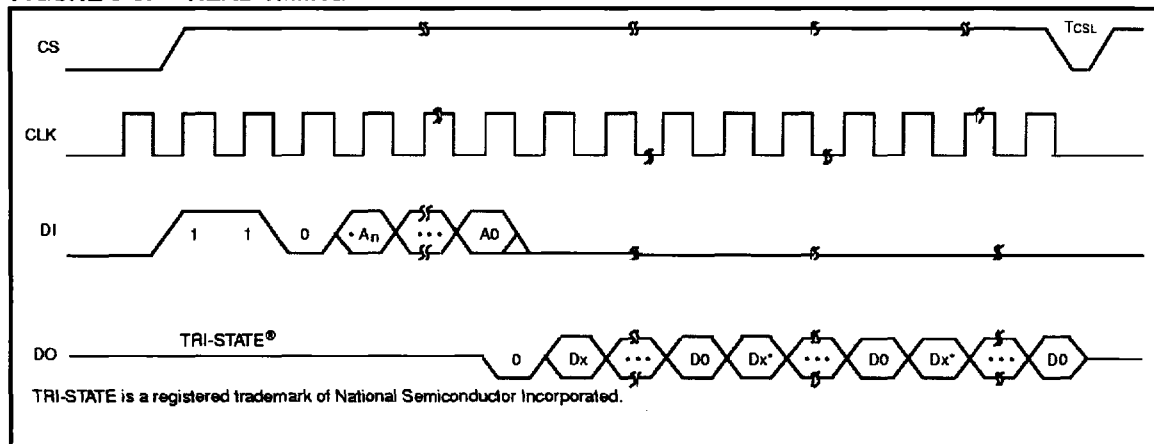 CS
TCSL
CLK
DI
1 1 0 An ... A0
DO
TRI-STATE®
0 Dx ... D0 Dx* ... D0 Dx* ... D0
TRI-STATE is a registered trademark of National Semiconductor Incorporated.